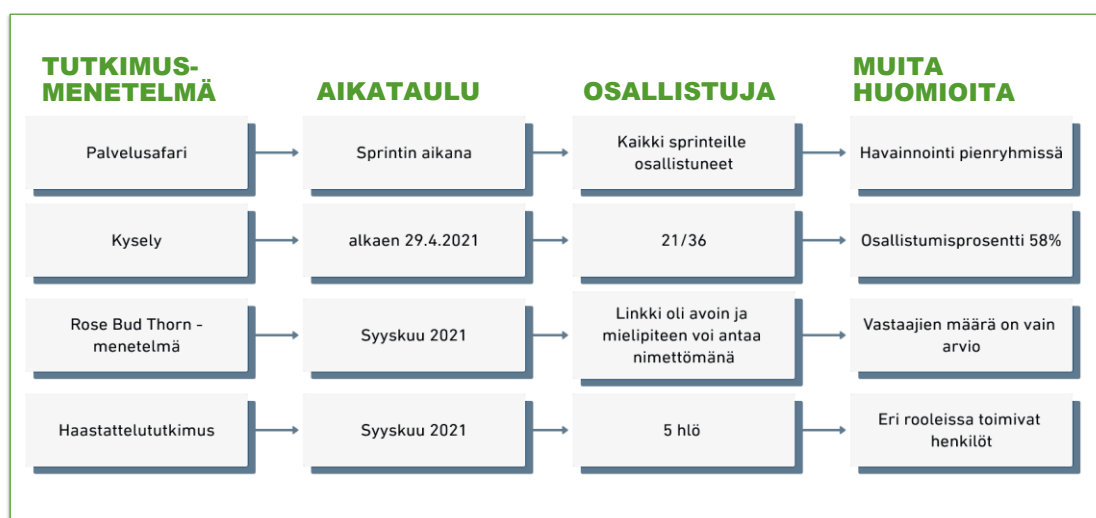 TUTKIMUS-
MENETELMÄ
AIKATAULU
OSALLISTUJA
MUITA
HUOMIOITA
Palvelusafari
Sprintin aikana
Kaikki sprinteille
osallistuneet
Havainnointi pienryhmissä
Kysely
alkaen 29.4.2021
21/36
Osallistumisprosentti 58%
Rose Bud Thorn -
menetelmä
Syyskuu 2021
Linkki oli avoin ja
mielipiteen voi antaa
nimettömänä
Vastaajien määrä on vain
arvio
Haastattelututkimus
Syyskuu 2021
5 hlö
Eri rooleissa toimivat
henkilöt